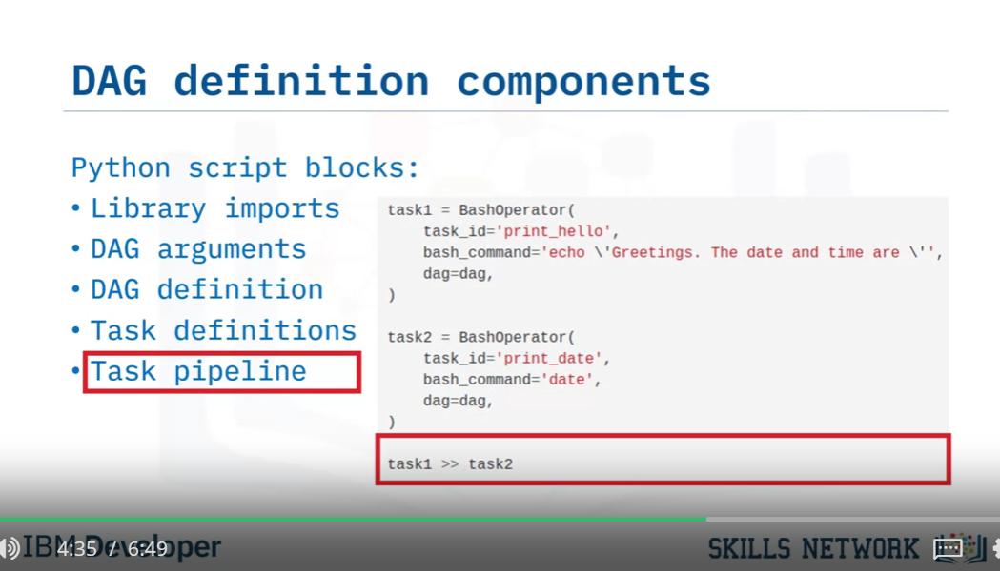 DAG definition components
Python script blocks:
• Library imports
• DAG arguments
• DAG definition
• Task definitions
• Task pipeline
task1 = BashOperator(
    task_id='print_hello',
    bash_command='echo \'Greetings. The date and time are \'',
    dag=dag,
)
task2 = BashOperator(
    task_id='print_date',
    bash_command='date',
    dag=dag,
)
task1 >> task2
IBM Developer
4:35 / 6:49
SKILLS NETWORK